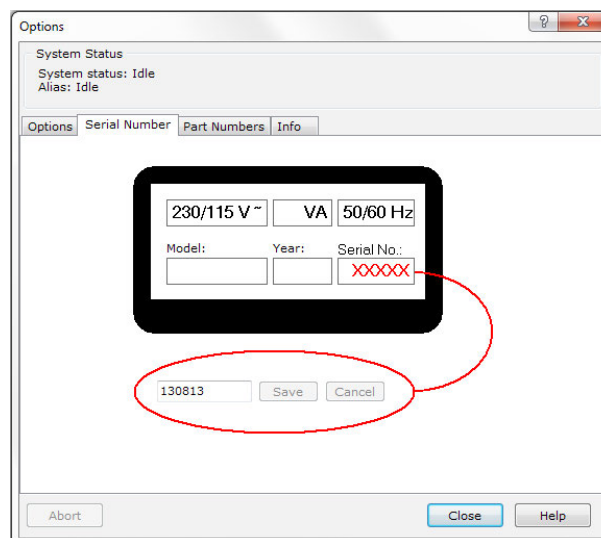 Options
System Status
System status: Idle
Alias: Idle
Options Serial Number Part Numbers Info
230/115 V ~ VA 50/60 Hz
Model: Year: Serial No.:
XXXXX
130813 Save Cancel
Abort Close Help